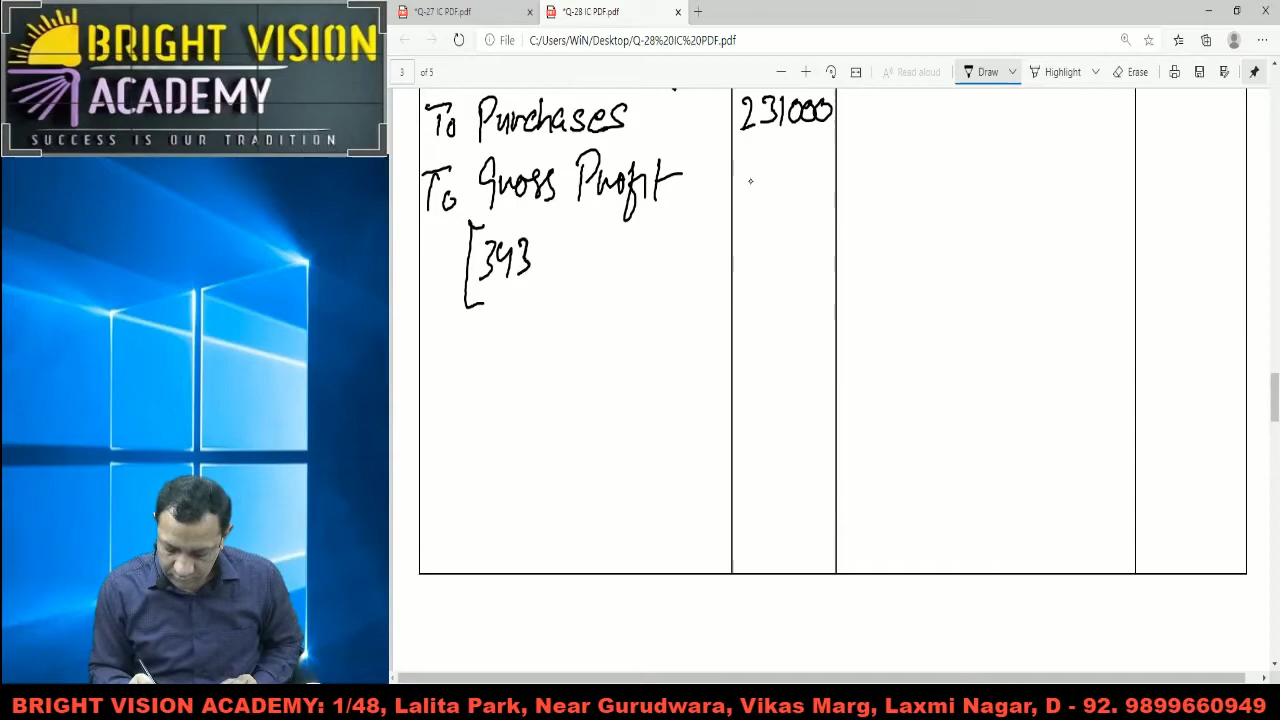 BRIGHT VISION
ACADEMY
SUCCESS IS OUR TRADITION
*Q-27 IC PDF.pdf
*Q-28 IC PDF.pdf
File
C:/Users/WiN/Desktop/Q-28%20IC%20PDF.pdf
3 of 5
Read aloud
Draw
Highlight
Erase
To Purchases 231000
To Gross Profit
[393
BRIGHT VISION ACADEMY: 1/48, Lalita Park, Near Gurudwara, Vikas Marg, Laxmi Nagar, D - 92. 9899660949